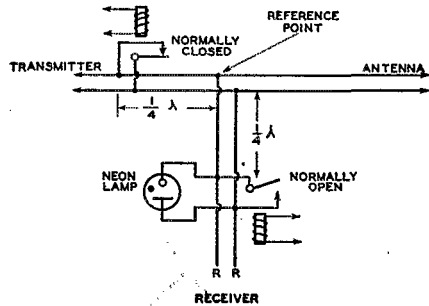 REFERENCE
POINT
NORMALLY
CLOSED
TRANSMITTER
ANTENNA
1/4 λ
1/4 λ
NEON
LAMP
NORMALLY
OPEN
R R
RECEIVER